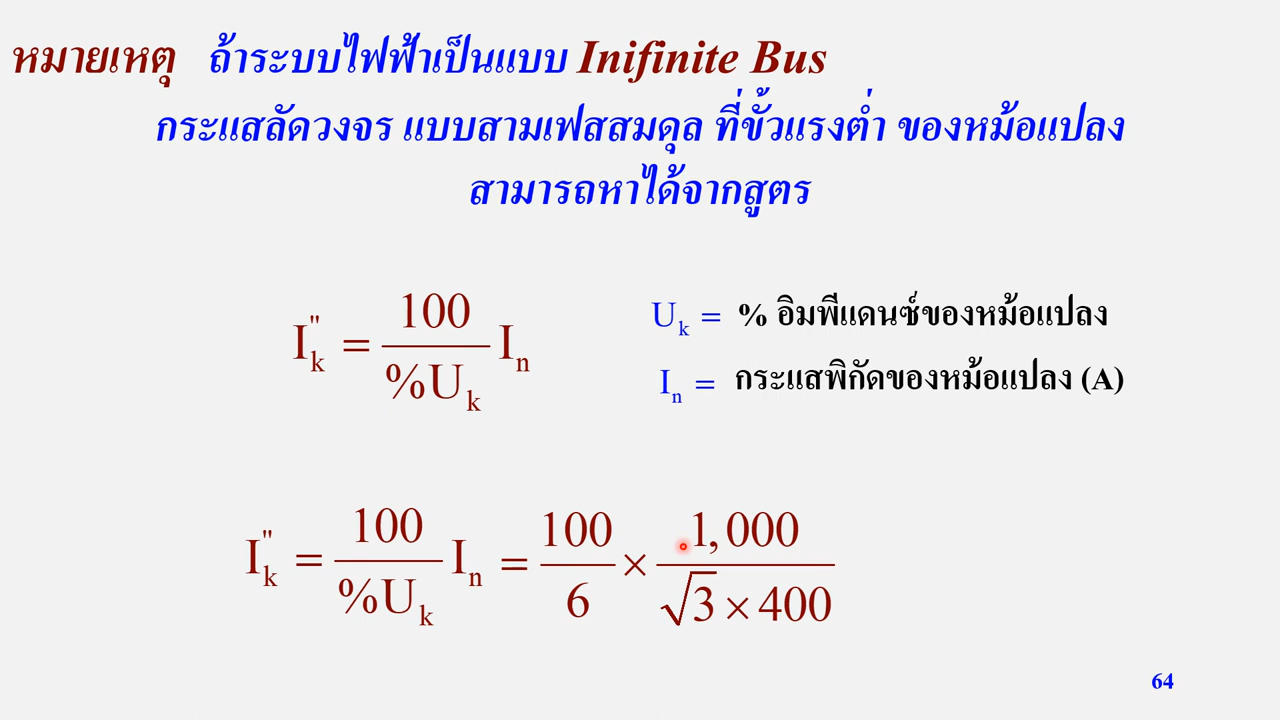 หมายเหตุ ถ้าระบบไฟฟ้าเป็นแบบ Inifinite Bus
กระแสลัดวงจร แบบสามเฟสสมดุล ที่ขั้วแรงต่ำ ของหม้อแปลง
สามารถหาได้จากสูตร
I"k = 100/%Uk In
Uk = % อิมพีแดนซ์ของหม้อแปลง
In = กระแสพิกัดของหม้อแปลง (A)
I"k = 100/%Uk In = 100/6 × 1,000/√3 × 400
64